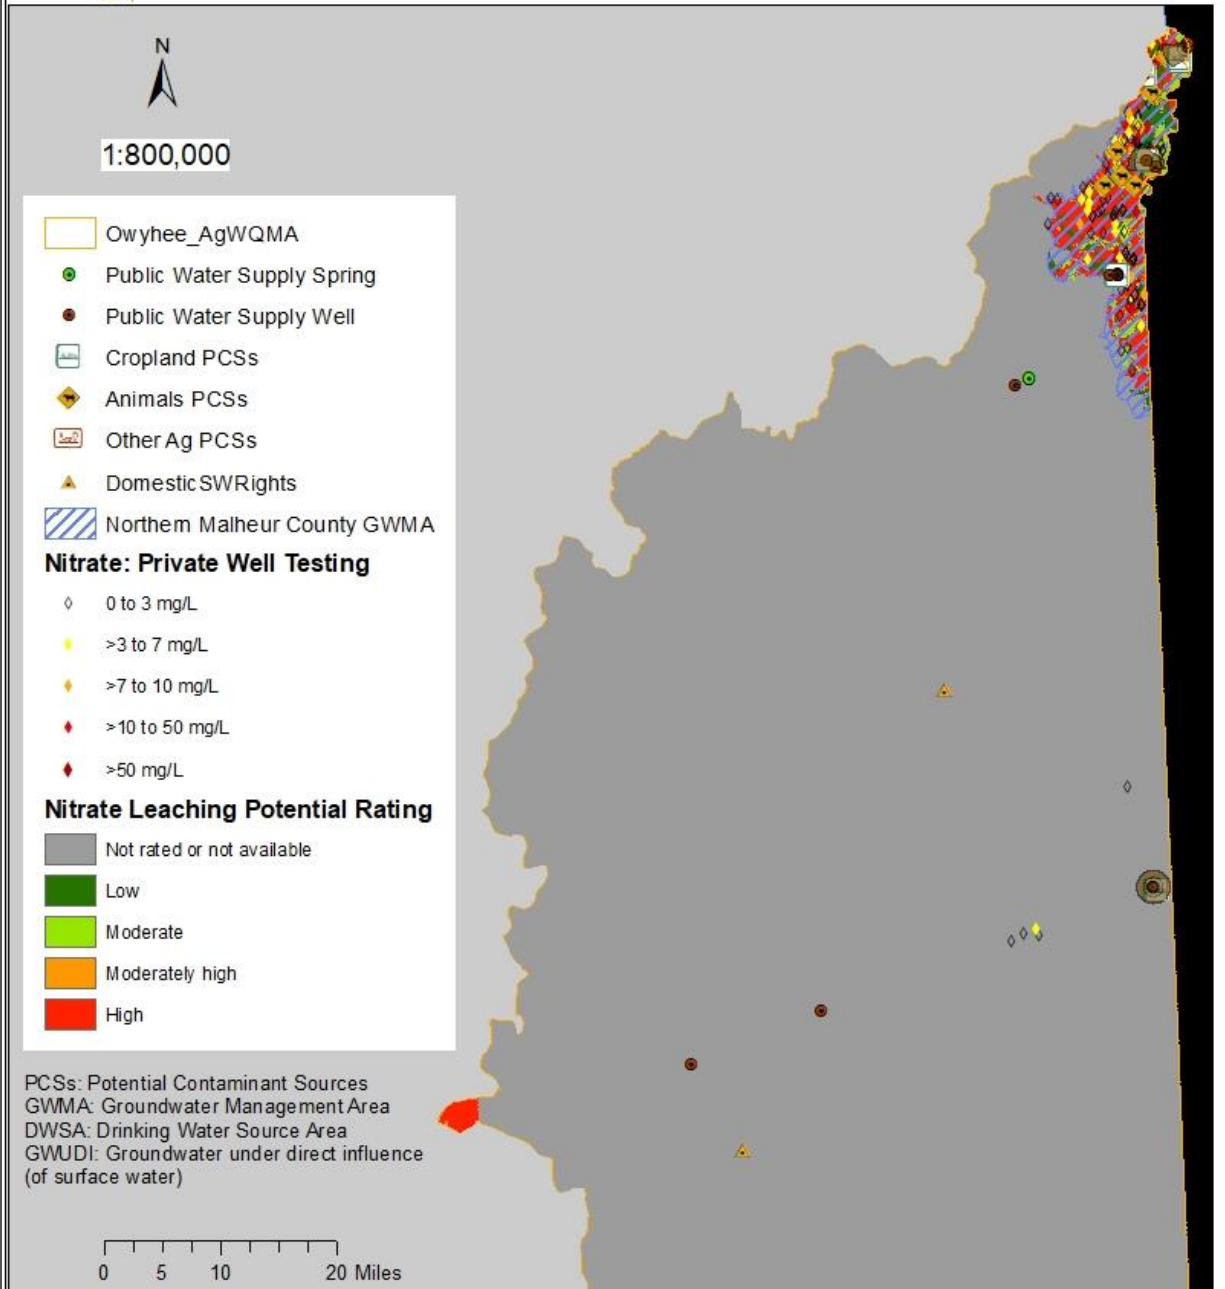 N
1:800,000
Owyhee_AgWQMA
Public Water Supply Spring
Public Water Supply Well
Cropland PCSs
Animals PCSs
Other Ag PCSs
DomesticSWRights
Northern Malheur County GWMA
Nitrate: Private Well Testing
0 to 3 mg/L
>3 to 7 mg/L
>7 to 10 mg/L
>10 to 50 mg/L
>50 mg/L
Nitrate Leaching Potential Rating
Not rated or not available
Low
Moderate
Moderately high
High
PCSs: Potential Contaminant Sources
GWMA: Groundwater Management Area
DWSA: Drinking Water Source Area
GWUDI: Groundwater under direct influence
(of surface water)
0 5 10 20 Miles